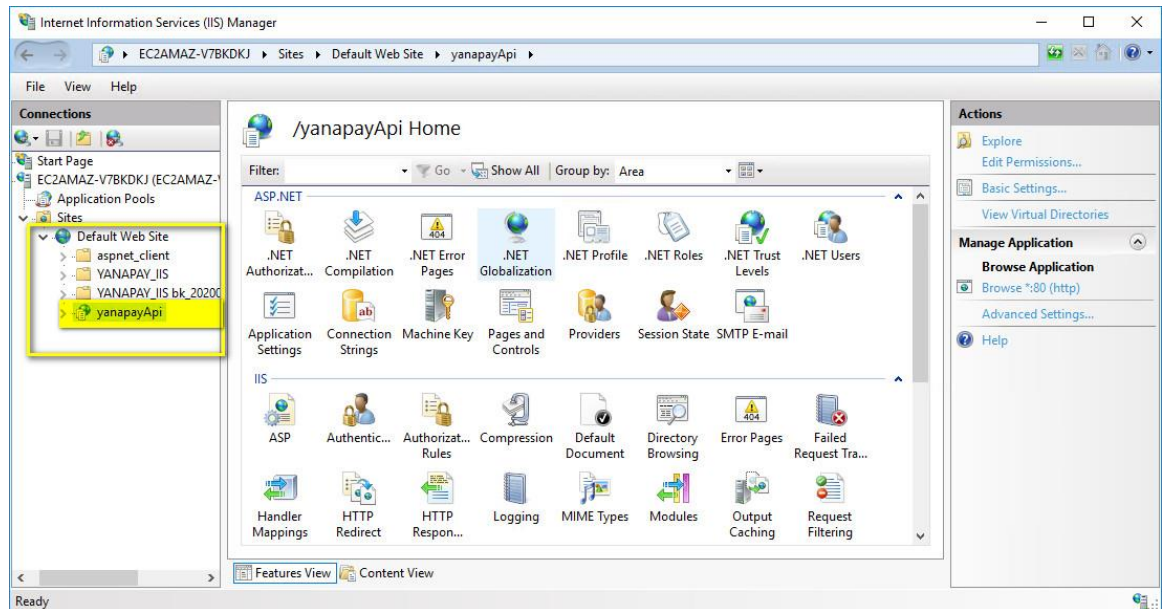 Internet Information Services (IIS) Manager
EC2AMAZ-V7BKDKJ Sites Default Web Site yanapayApi
File View Help
Connections
Start Page
EC2AMAZ-V7BKDKJ (EC2AMAZ-
Application Pools
Sites
Default Web Site
aspnet_client
YANAPAY_IIS
YANAPAY_IIS bk_2020
yanapayApi
/yanapayApi Home
Filter: Go Show All Group by: Area
ASP.NET
.NET Authorizat... .NET Compilation .NET Error Pages .NET Globalization .NET Profile .NET Roles .NET Trust Levels .NET Users
Application Settings Connection Strings Machine Key Pages and Controls Providers Session State SMTP E-mail
IIS
ASP Authentic... Authorizat... Rules Compression Default Document Directory Browsing Error Pages Failed Request Tra...
Handler Mappings HTTP Redirect HTTP Respon... Logging MIME Types Modules Output Caching Request Filtering
Features View Content View
Actions
Explore
Edit Permissions...
Basic Settings...
View Virtual Directories
Manage Application
Browse Application
Browse *:80 (http)
Advanced Settings...
Help
Ready